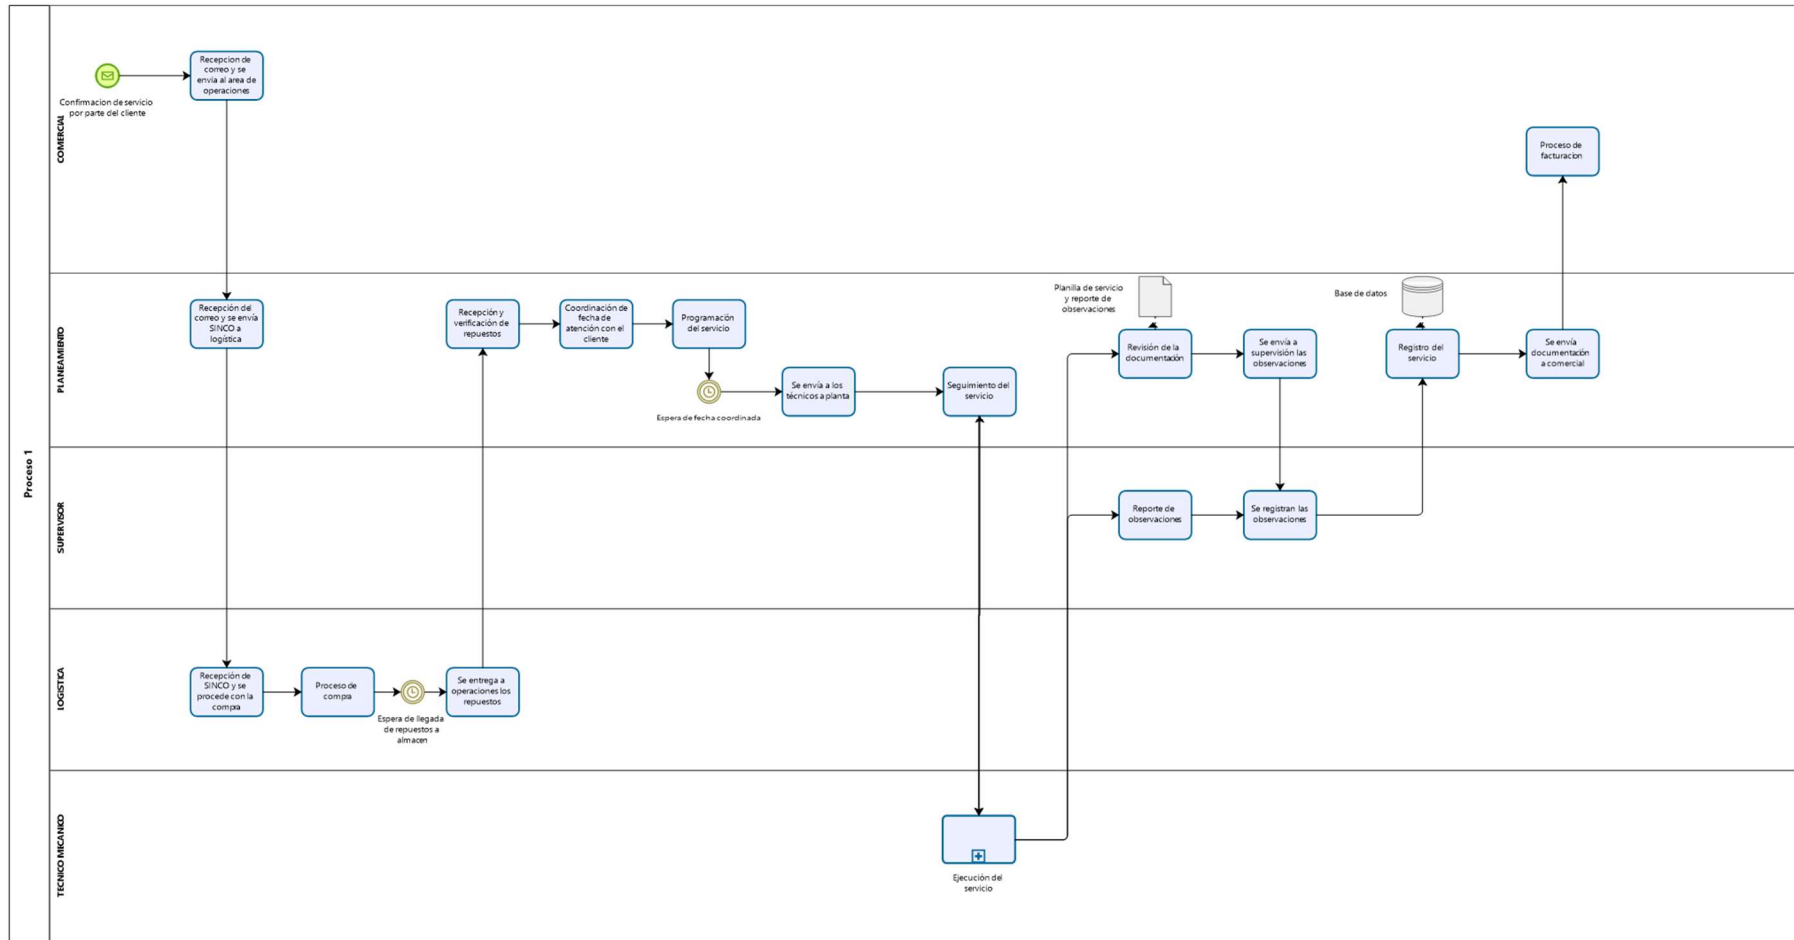 Proceso 1
COMERCIAL
Confirmacion de servicio
por parte del cliente
Recepcion de
correo y se
envia al area de
operaciones
Proceso de
facturacion
PLANEAMIENTO
Recepción del
correo y se envía
SINCO a
logística
Recepción y
verificación de
repuestos
Coordinación de
fecha de
atención con el
cliente
Programación
del servicio
Espera de fecha coordinada
Se envía a los
técnicos a planta
Seguimiento del
servicio
Planilla de servicio
y reporte de
observaciones
Revisión de la
documentación
Se envía a
supervisión las
observaciones
Base de datos
Registro del
servicio
Se envía
documentación
a comercial
SUPERVISOR
Reporte de
observaciones
Se registran las
observaciones
LOGISTICA
Recepción de
SINCO y se
procede con la
compra
Proceso de
compra
Espera de llegada
de repuestos a
almacen
Se entrega a
operaciones los
repuestos
TECNICO MECANICO
Ejecución del
servicio